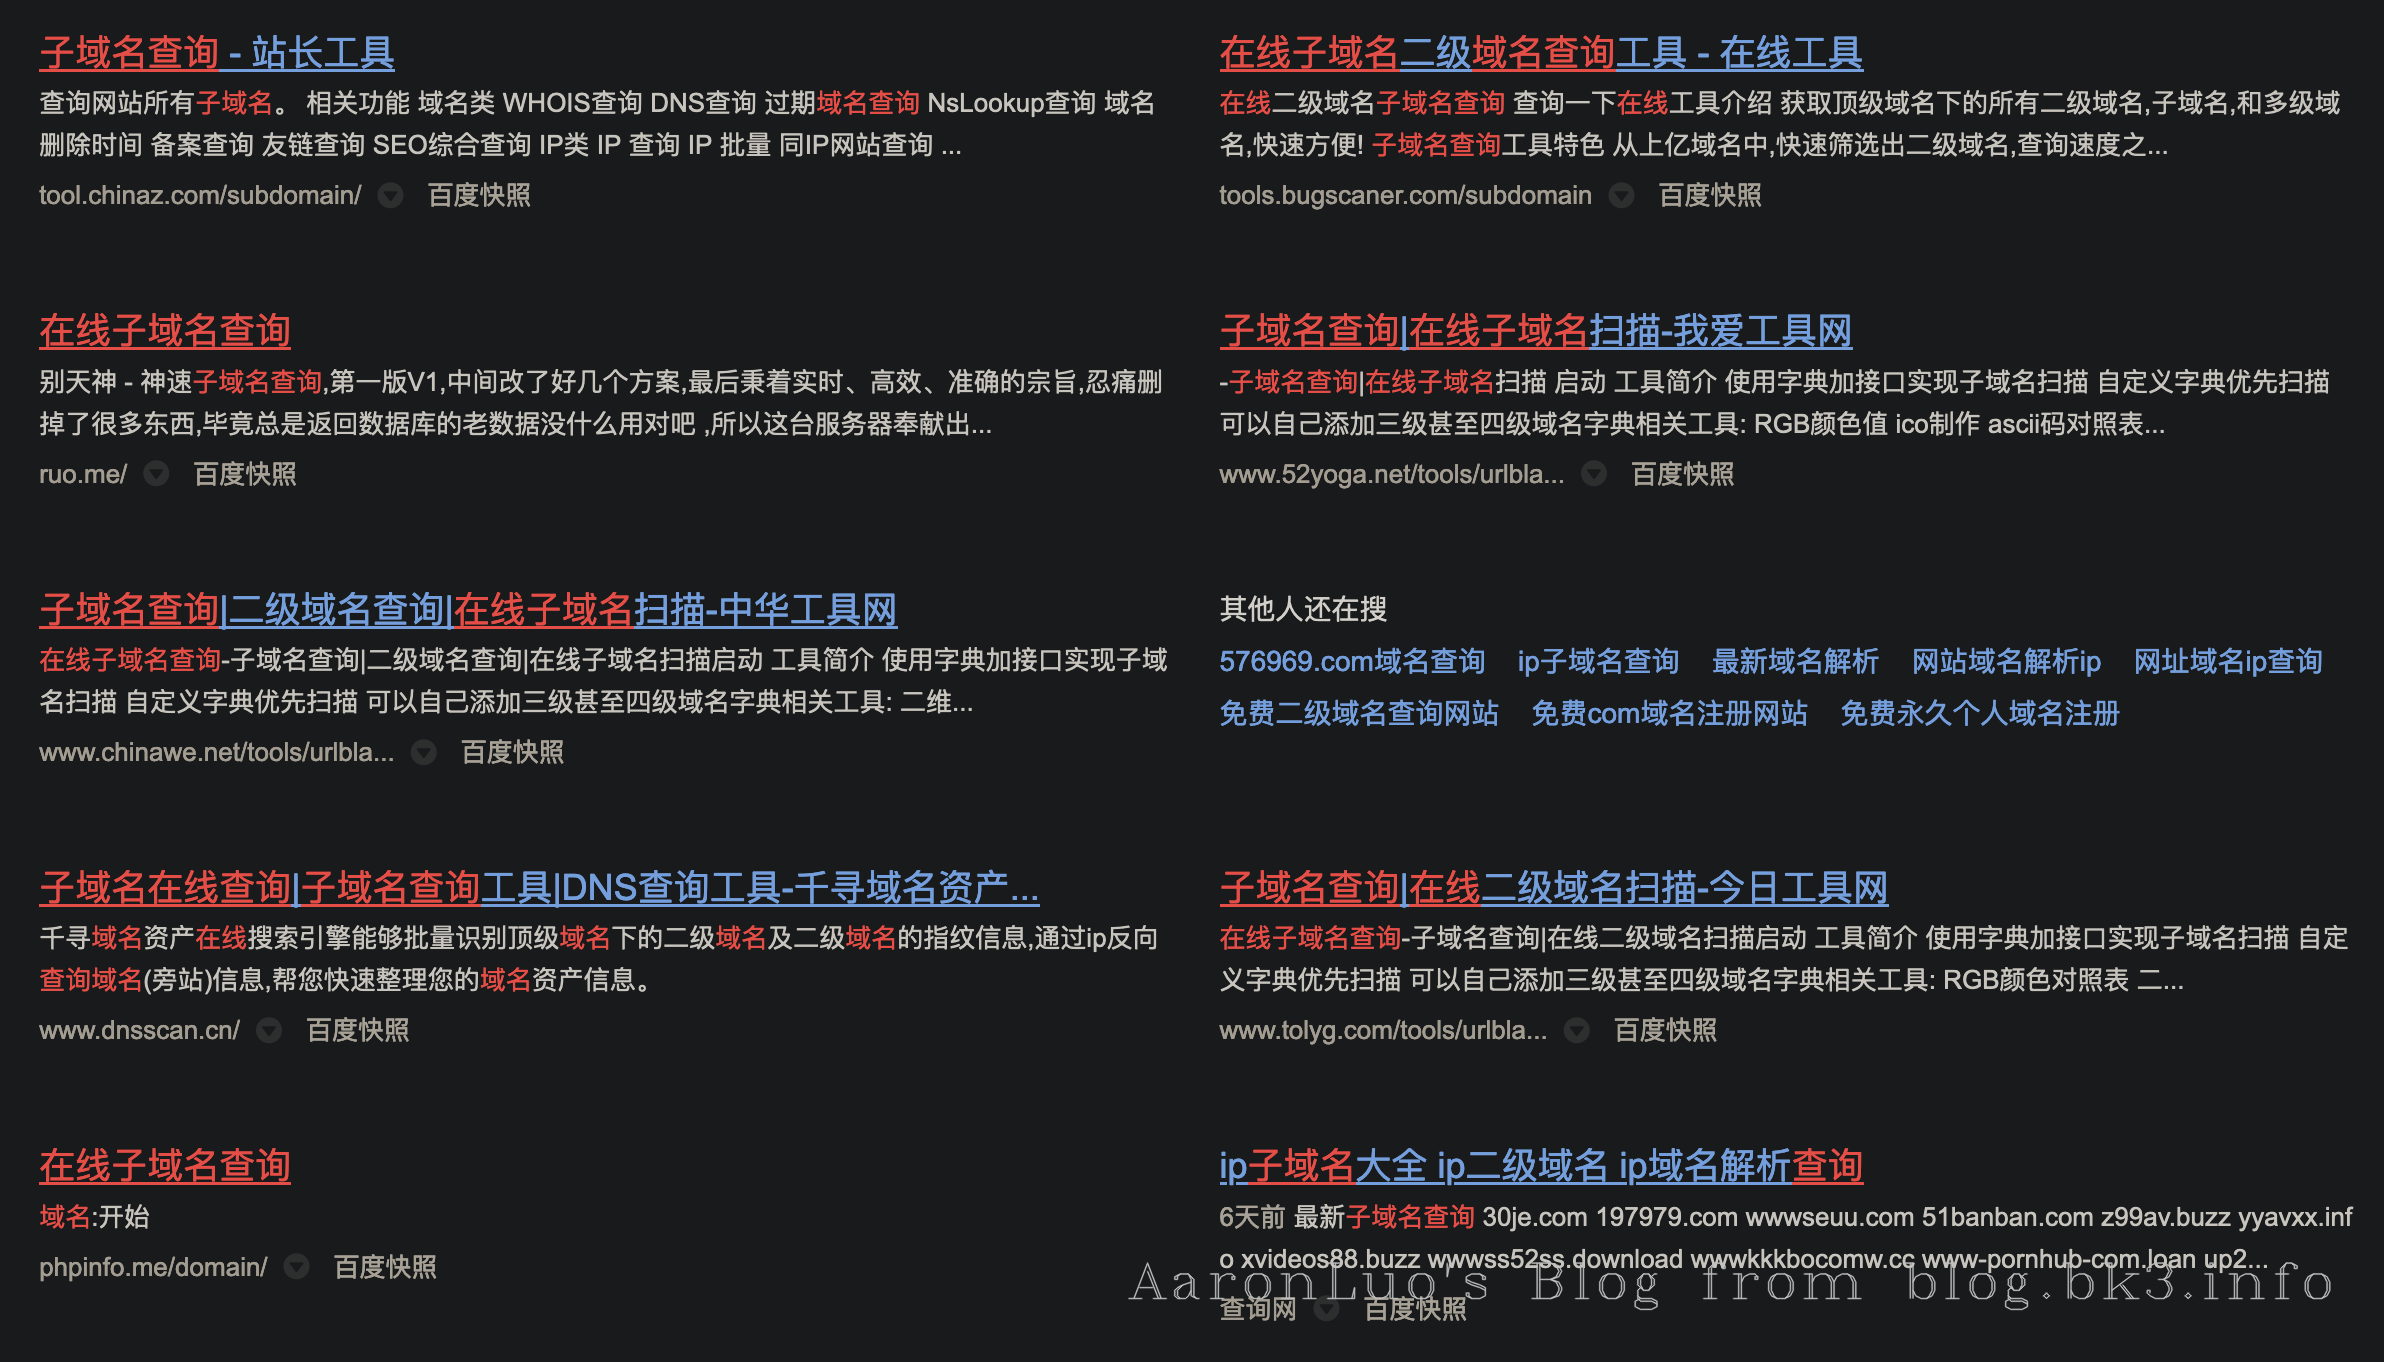 子域名查询 - 站长工具
查询网站所有子域名。 相关功能 域名类 WHOIS查询 DNS查询 过期域名查询 NsLookup查询 域名
删除时间 备案查询 友链查询 SEO综合查询 IP类 IP 查询 IP 批量 同IP网站查询 ...
tool.chinaz.com/subdomain/ 百度快照
在线子域名二级域名查询工具 - 在线工具
在线二级域名子域名查询 查询一下在线工具介绍 获取顶级域名下的所有二级域名,子域名,和多级域
名,快速方便! 子域名查询工具特色 从上亿域名中,快速筛选出二级域名,查询速度之...
tools.bugscaner.com/subdomain 百度快照
在线子域名查询
别天神 - 神速子域名查询,第一版V1,中间改了好几个方案,最后秉着实时、高效、准确的宗旨,忍痛删
掉了很多东西,毕竟总是返回数据库的老数据没什么用对吧 ,所以这台服务器奉献出...
ruo.me/ 百度快照
子域名查询|在线子域名扫描-我爱工具网
-子域名查询|在线子域名扫描 启动 工具简介 使用字典加接口实现子域名扫描 自定义字典优先扫描
可以自己添加三级甚至四级域名字典相关工具: RGB颜色值 ico制作 ascii码对照表...
www.52yoga.net/tools/urlbla... 百度快照
子域名查询|二级域名查询|在线子域名扫描-中华工具网
在线子域名查询-子域名查询|二级域名查询|在线子域名扫描启动 工具简介 使用字典加接口实现子域
名扫描 自定义字典优先扫描 可以自己添加三级甚至四级域名字典相关工具: 二维...
www.chinawe.net/tools/urlbla... 百度快照
其他人还在搜
576969.com域名查询 ip子域名查询 最新域名解析 网站域名解析ip 网址域名ip查询
免费二级域名查询网站 免费com域名注册网站 免费永久个人域名注册
子域名在线查询|子域名查询工具|DNS查询工具-千寻域名资产...
千寻域名资产在线搜索引擎能够批量识别顶级域名下的二级域名及二级域名的指纹信息,通过ip反向
查询域名(旁站)信息,帮您快速整理您的域名资产信息。
www.dnsscan.cn/ 百度快照
子域名查询|在线二级域名扫描-今日工具网
在线子域名查询-子域名查询|在线二级域名扫描启动 工具简介 使用字典加接口实现子域名扫描 自定
义字典优先扫描 可以自己添加三级甚至四级域名字典相关工具: RGB颜色对照表 二...
www.tolyg.com/tools/urlbla... 百度快照
在线子域名查询
域名:开始
phpinfo.me/domain/ 百度快照
ip子域名大全 ip二级域名 ip域名解析查询
6天前 最新子域名查询 30je.com 197979.com wwwseuu.com 51banban.com z99av.buzz yyavxx.inf
o xvideos88.buzz wwwss52ss.download wwwkkkbocomw.cc www-pornhub-com.loan up2...
查询网 百度快照
AaronLuo's Blog from blog.bk3.info